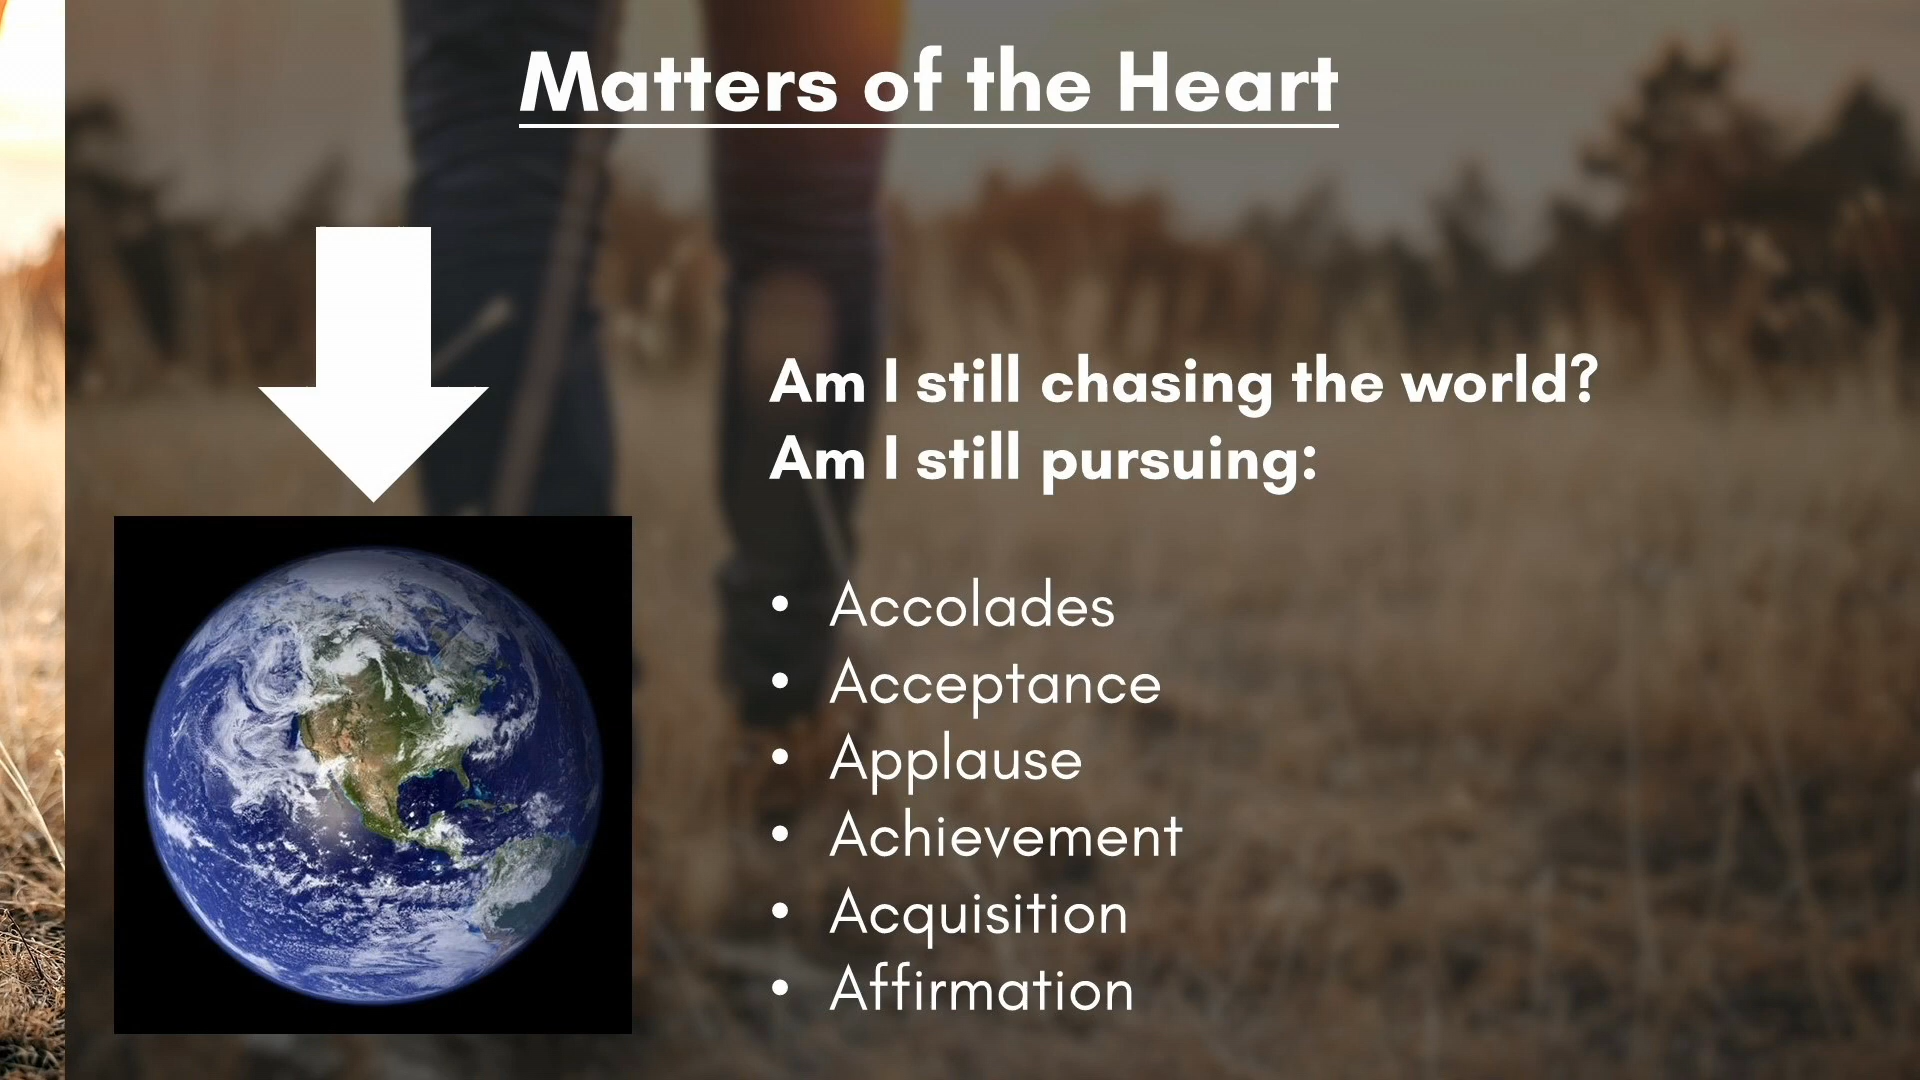 Matters of the Heart
Am I still chasing the world?
Am I still pursuing:
• Accolades
• Acceptance
• Applause
• Achievement
• Acquisition
• Affirmation